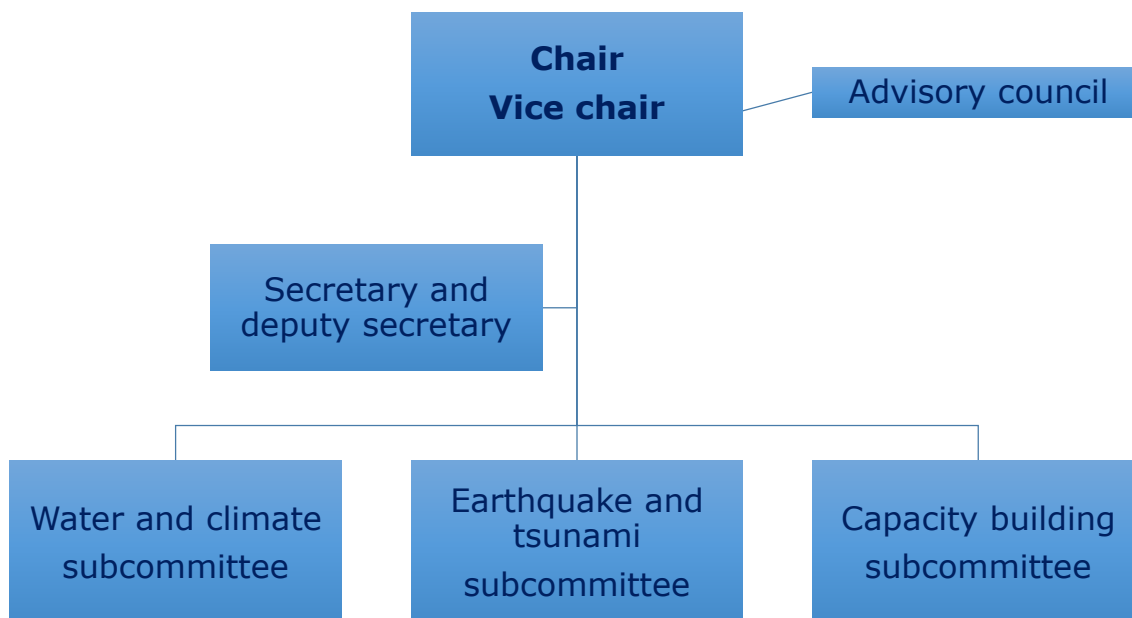 Chair
Vice chair
Advisory council
Secretary and
deputy secretary
Water and climate
subcommittee
Earthquake and
tsunami
subcommittee
Capacity building
subcommittee